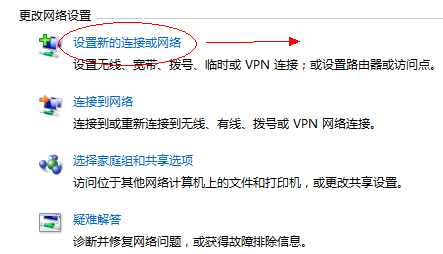 更改网络设置
设置新的连接或网络
设置无线、宽带、拨号、临时或 VPN 连接；或设置路由器或访问点。
连接到网络
连接到或重新连接到无线、有线、拨号或 VPN 网络连接。
选择家庭组和共享选项
访问位于其他网络计算机上的文件和打印机，或更改共享设置。
疑难解答
诊断并修复网络问题，或获得故障排除信息。